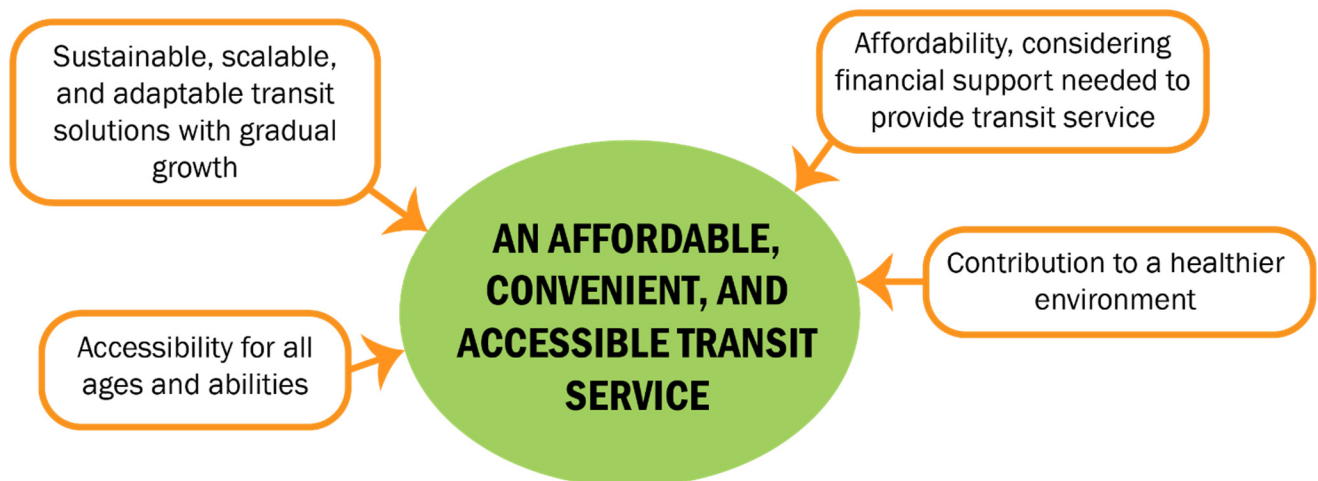 Sustainable, scalable,
and adaptable transit
solutions with gradual
growth
Affordability, considering
financial support needed to
provide transit service
AN AFFORDABLE,
CONVENIENT, AND
ACCESSIBLE TRANSIT
SERVICE
Contribution to a healthier
environment
Accessibility for all
ages and abilities